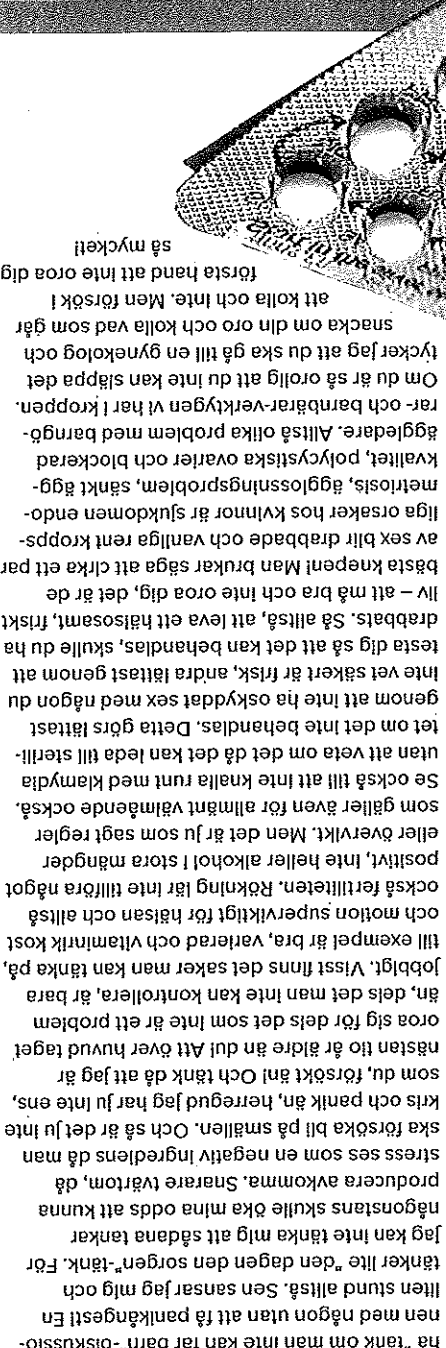 ha "tänk om man inte kan får barn"-diskussio-
nen med någon utan att få panikångest! En
liten stund alltså. Sen sansar jag mig och
tänker lite "den dagen den sorgen"-tänk. För
jag kan inte tänka mig att sådana tankar
någonstans skulle öka mina odds att kunna
producera avkomma. Snarare tvärtom, då
stress ses som en negativ ingrediens då man
ska försöka bli på smällen. Och så är det ju inte
kris och panik än, herregud jag har ju inte ens,
som du, försökt än! Och tänk då att jag är
nästan tio år äldre än du! Att över huvud taget
oroa sig för dels det som inte är ett problem
än, dels det man inte kan kontrollera, är bara
jobbigt. Visst finns det saker man kan tänka på,
till exempel är bra, varierad och vitaminrik kost
och motion superviktigt för hälsan och alltså
också fertiliteten. Rökning lär inte tillföra något
positivt, inte heller alkohol i stora mängder
eller övervikt. Men det är ju som sagt regler
som gäller även för allmänt välmående också.
Se också till att inte knalla runt med klamydia
utan att veta om det då det kan leda till sterili-
tet om det inte behandlas. Detta görs lättast
genom att inte ha oskyddat sex med någon du
inte vet säkert är frisk, andra lättast genom att
testa dig så att det kan behandlas, skulle du ha
drabbats. Så alltså, att leva ett hälsosamt, friskt
liv – att må bra och inte oroa dig, det är de
bästa knepen! Man brukar säga att cirka ett par
av sex blir drabbade och vanliga rent kropps-
liga orsaker hos kvinnor är sjukdomen endo-
metriosis, ägglossningsproblem, sänkt ägg-
kvalitet, polycystiska ovarier och blockerad
äggledare. Alltså olika problem med barngö-
rar- och barnbärar-verktygen vi har i kroppen.
Om du är så orolig att du inte kan släppa det
tycker jag att du ska gå till en gynekolog och
snacka om din oro och kolla vad som går
att kolla och inte. Men försök i
första hand att inte oroa dig
så mycket!